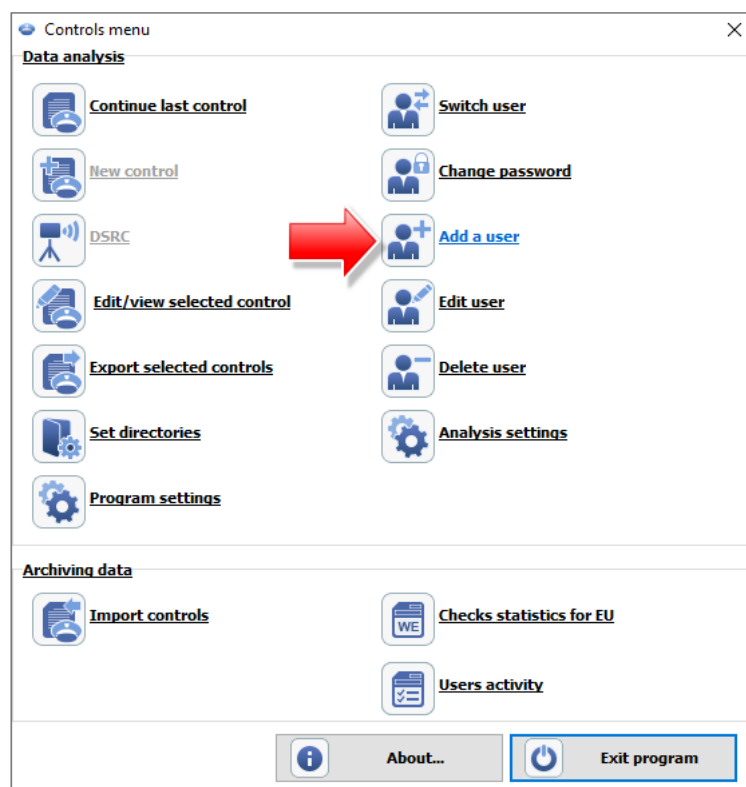 Controls menu
Data analysis
Continue last control
Switch user
New control
Change password
DSRC
Add a user
Edit/view selected control
Edit user
Export selected controls
Delete user
Set directories
Analysis settings
Program settings
Archiving data
Import controls
WE
Checks statistics for EU
Users activity
About...
Exit program